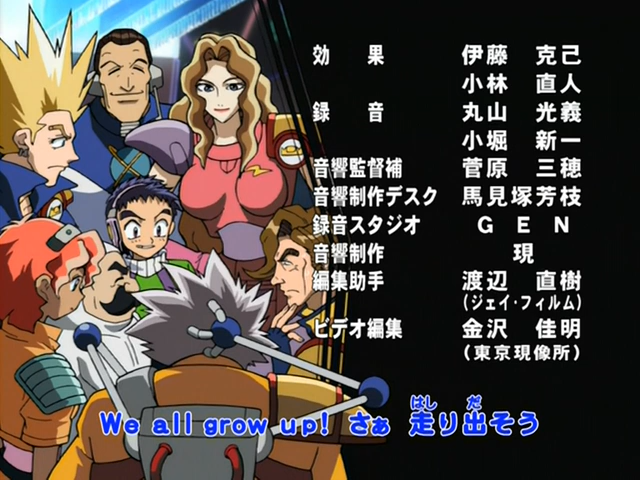 効果 伊藤 克己
小林 直人
録音 丸山 光義
小堀 新一
音響監督補 菅原 三穂
音響制作デスク 馬見塚芳枝
録音スタジオ GEN
音響制作 現
編集助手 渡辺 直樹
(ジェイ・フィルム)
ビデオ編集 金沢 佳明
(東京現像所)
はし だ
We all grow up! さぁ 走り出そう